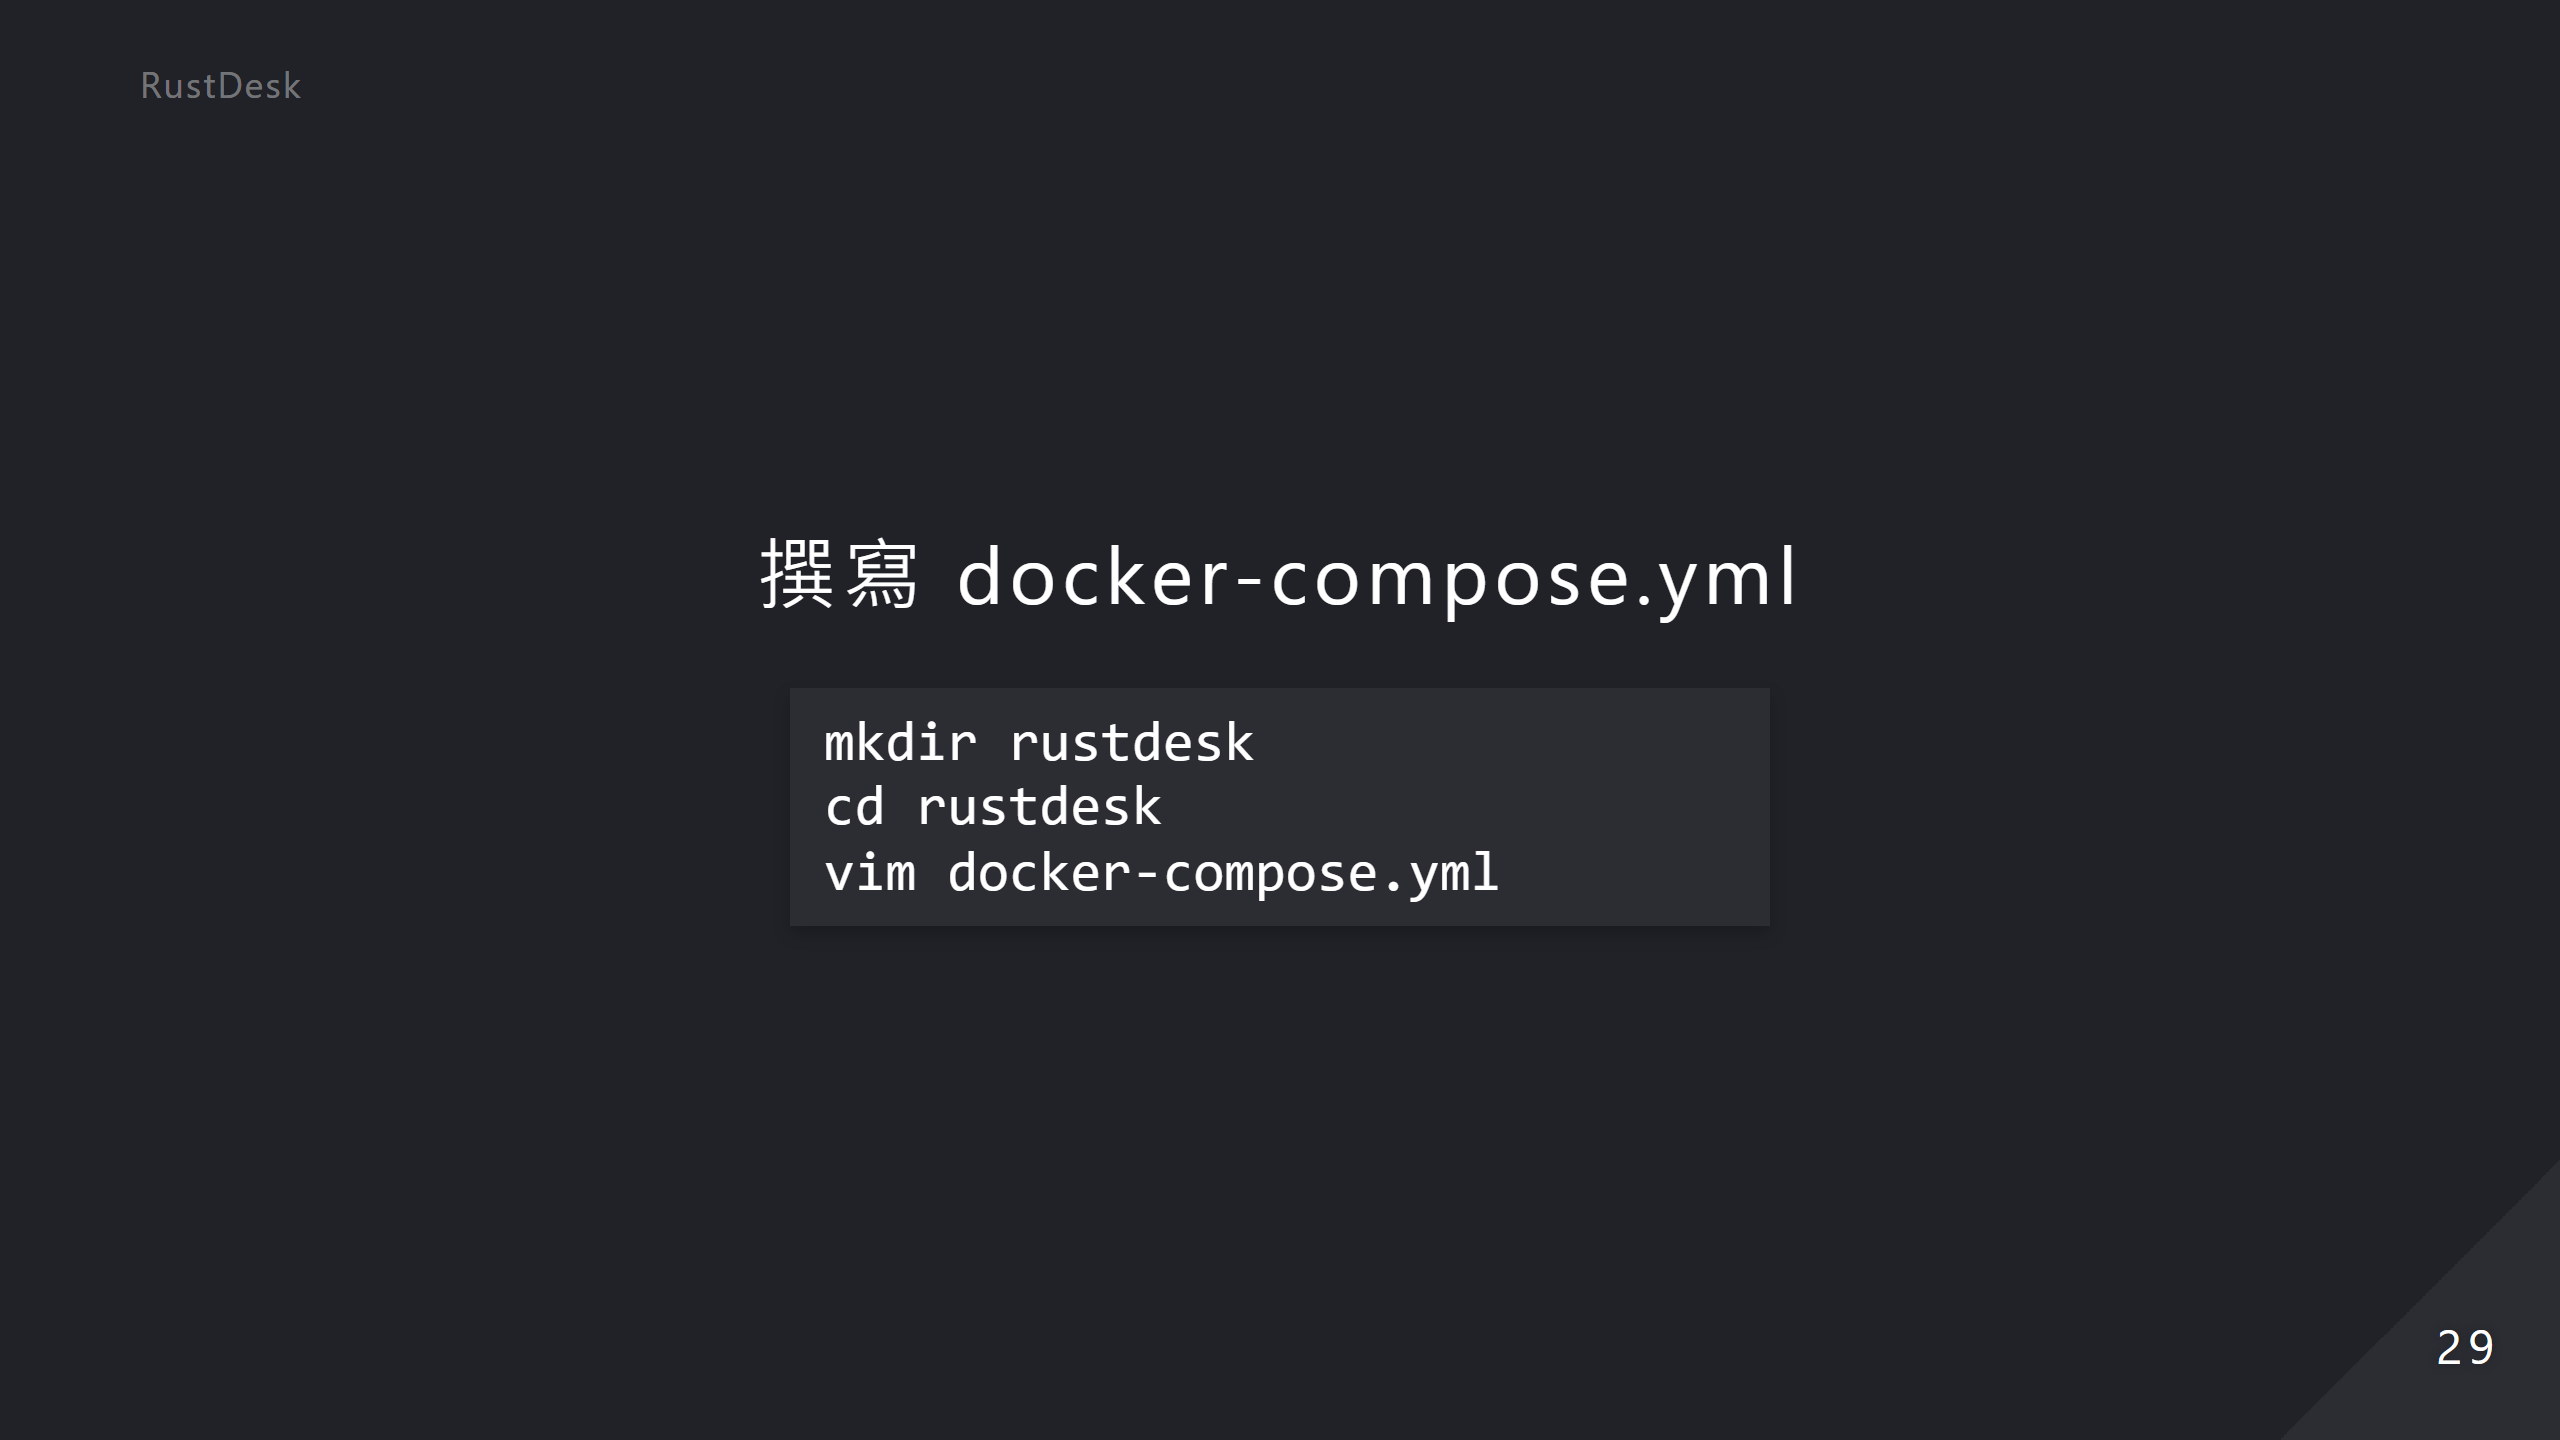 RustDesk
撰寫 docker-compose.yml
mkdir rustdesk
cd rustdesk
vim docker-compose.yml
29